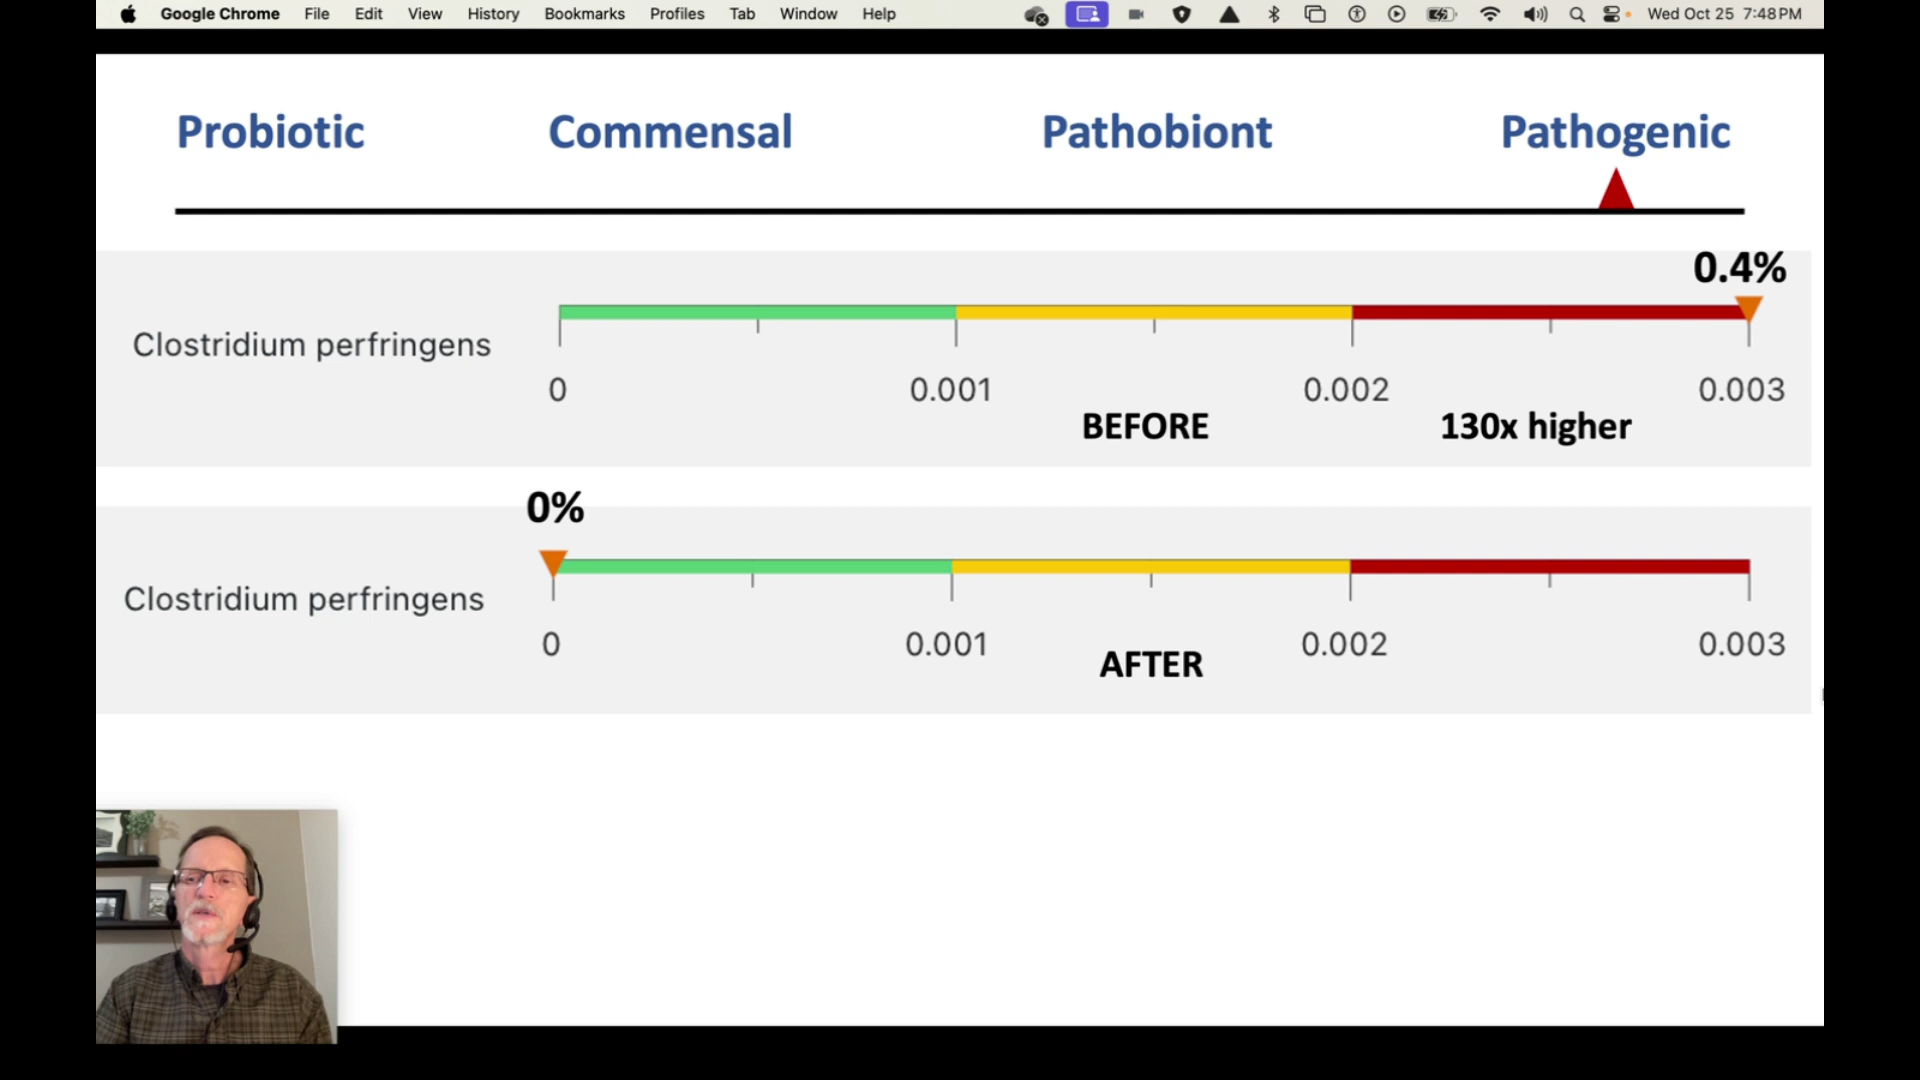 Google Chrome File Edit View History Bookmarks Profiles Tab Window Help Wed Oct 25 7:48 PM
Probiotic Commensal Pathobiont Pathogenic
0.4%
Clostridium perfringens
0 0.001 0.002 0.003
BEFORE 130x higher
0%
Clostridium perfringens
0 0.001 0.002 0.003
AFTER